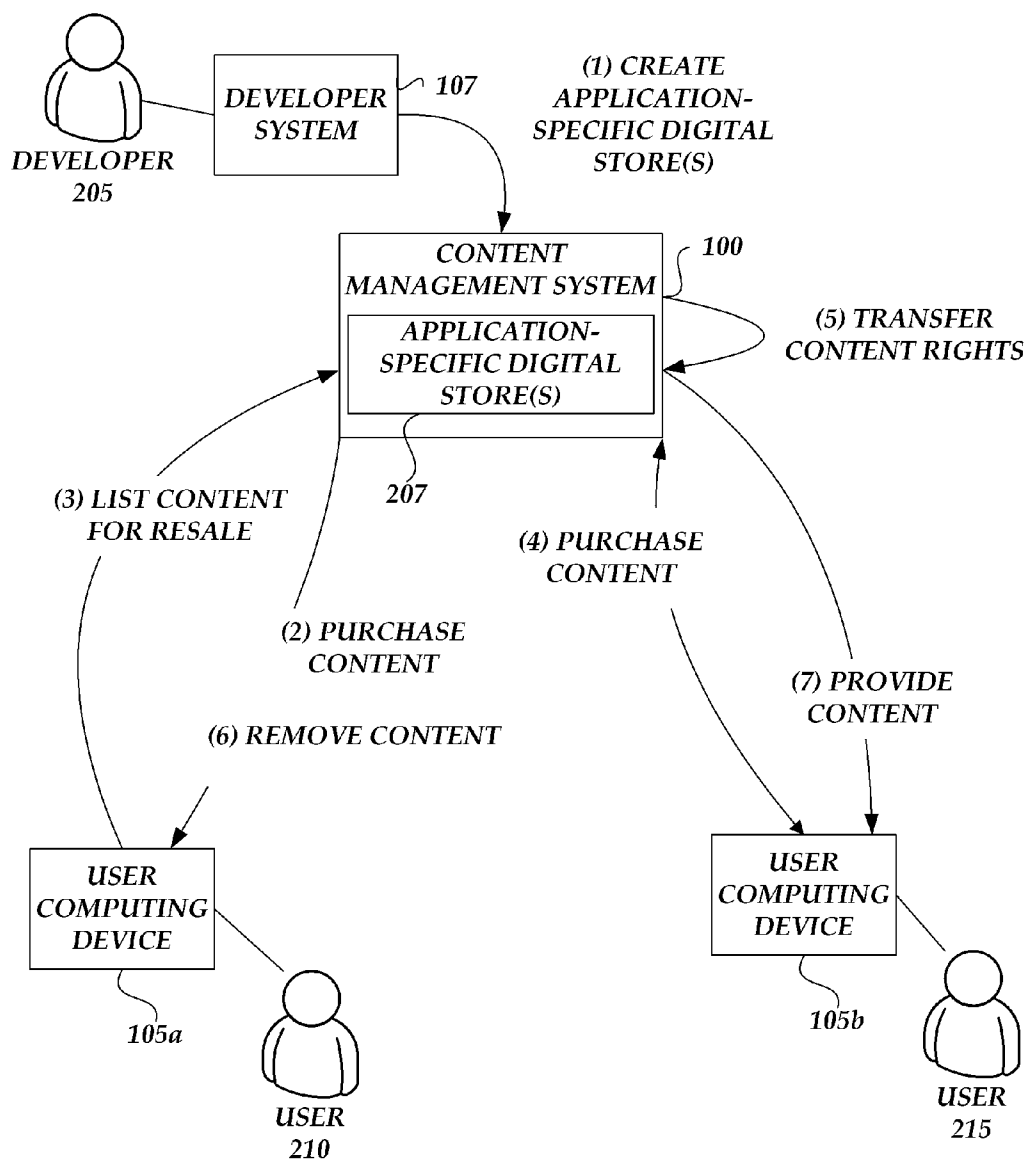 DEVELOPER
205
DEVELOPER
SYSTEM
107
(1) CREATE
APPLICATION-
SPECIFIC DIGITAL
STORE(S)
CONTENT
MANAGEMENT SYSTEM
100
APPLICATION-
SPECIFIC DIGITAL
STORE(S)
207
(5) TRANSFER
CONTENT RIGHTS
(3) LIST CONTENT
FOR RESALE
(4) PURCHASE
CONTENT
(2) PURCHASE
CONTENT
(7) PROVIDE
CONTENT
(6) REMOVE CONTENT
USER
COMPUTING
DEVICE
105a
USER
210
USER
COMPUTING
DEVICE
105b
USER
215